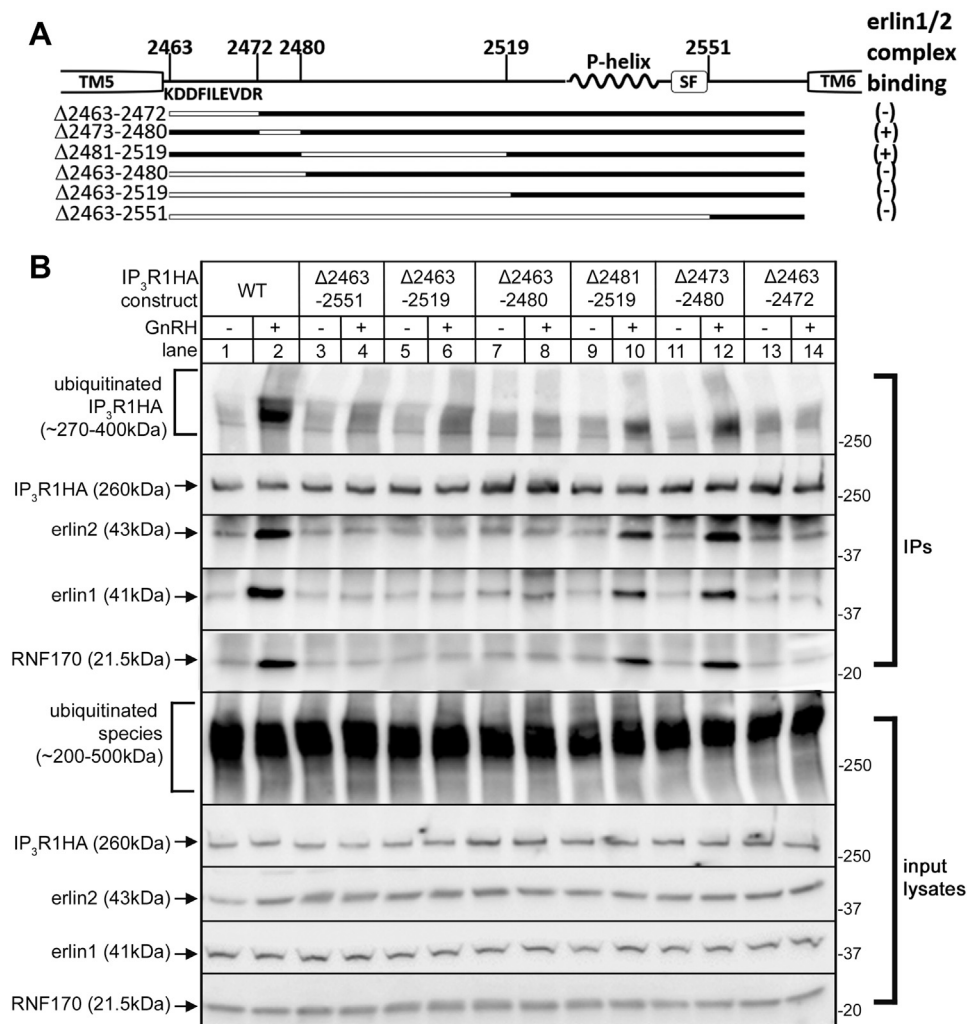 A
2463 2472 2480 2519 2551
erlin1/2
complex
binding
P-helix
TM5 SF TM6
KDDFILEVDR
Δ2463-2472 (-)
Δ2473-2480 (+)
Δ2481-2519 (+)
Δ2463-2480 (-)
Δ2463-2519 (-)
Δ2463-2551 (-)
B
IP3R1HA construct WT Δ2463-2551 Δ2463-2519 Δ2463-2480 Δ2481-2519 Δ2473-2480 Δ2463-2472
GnRH - + - + - + - + - + - + - +
lane 1 2 3 4 5 6 7 8 9 10 11 12 13 14
ubiquitinated
IP3R1HA
(~270-400kDa)
-250
IP3R1HA (260kDa) -250
erlin2 (43kDa)
-37
IPs
erlin1 (41kDa)
-37
RNF170 (21.5kDa)
-20
ubiquitinated
species
(~200-500kDa)
-250
IP3R1HA (260kDa)
-250
input
lysates
erlin2 (43kDa)
-37
erlin1 (41kDa) -37
RNF170 (21.5kDa) -20